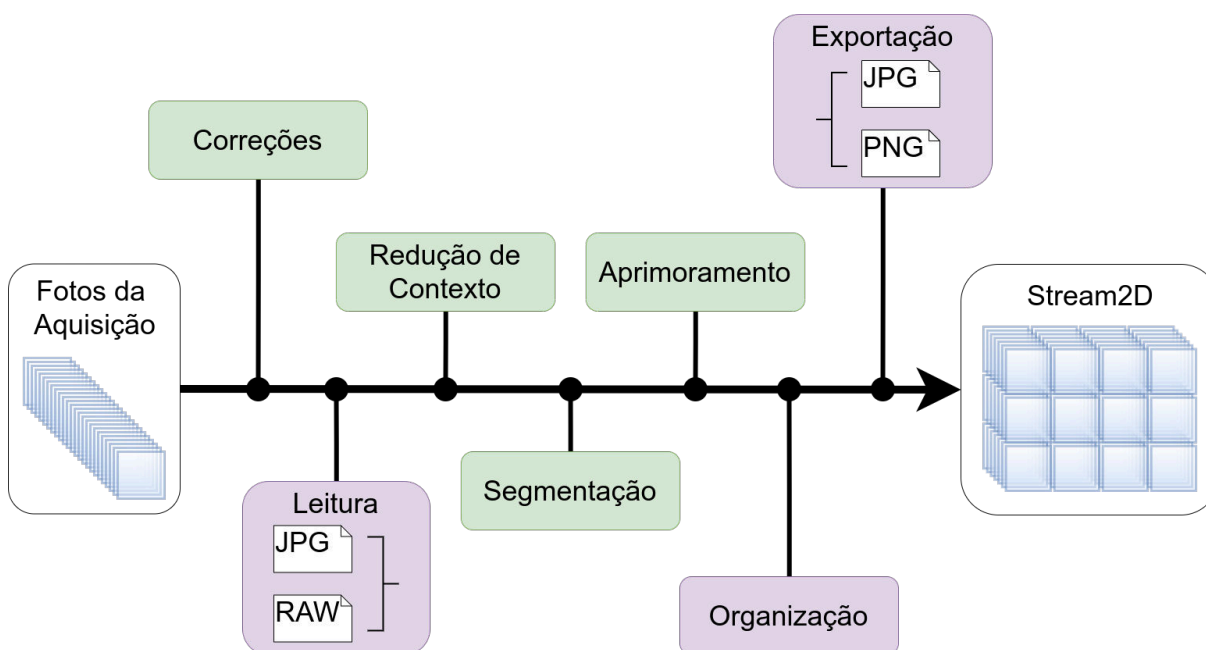 Exportação
JPG
PNG
Correções
Redução de
Contexto
Aprimoramento
Fotos da
Aquisição
Stream2D
Segmentação
Leitura
JPG
RAW
Organização